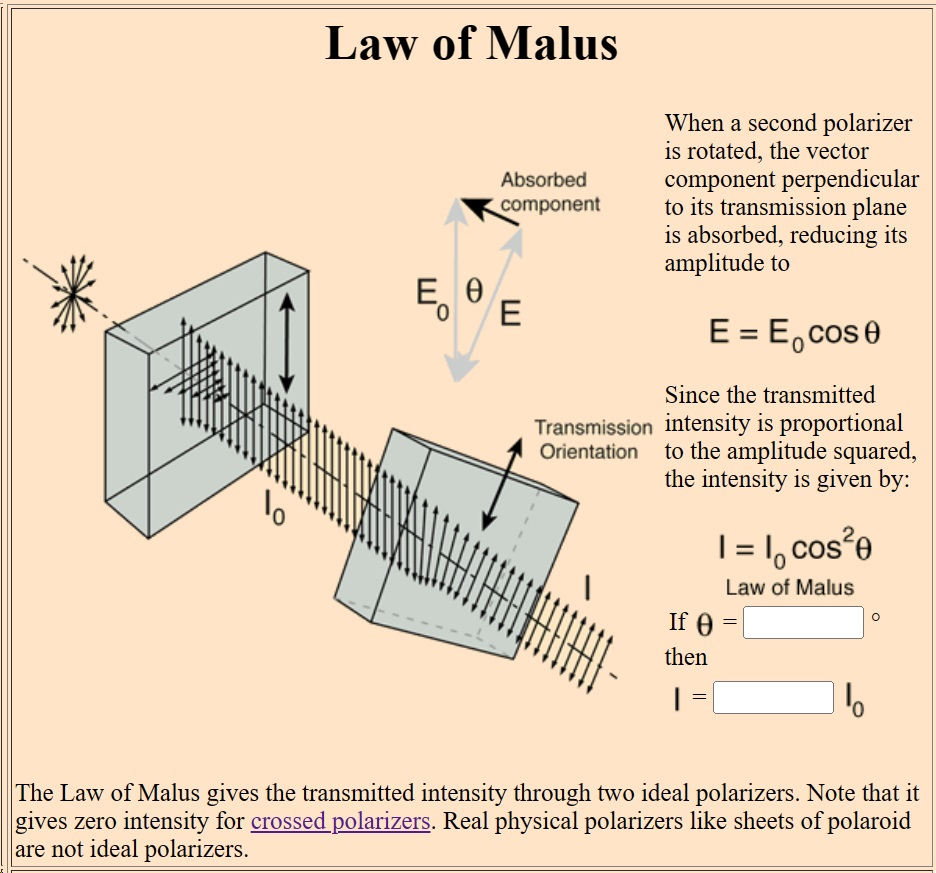 Law of Malus
When a second polarizer
is rotated, the vector
component perpendicular
to its transmission plane
is absorbed, reducing its
amplitude to
Absorbed
component
E₀ θ E
E = E₀ cos θ
Since the transmitted
intensity is proportional
to the amplitude squared,
the intensity is given by:
Transmission
Orientation
I₀
I
I = I₀ cos²θ
Law of Malus
If θ = °
then
I = I₀
The Law of Malus gives the transmitted intensity through two ideal polarizers. Note that it
gives zero intensity for crossed polarizers. Real physical polarizers like sheets of polaroid
are not ideal polarizers.